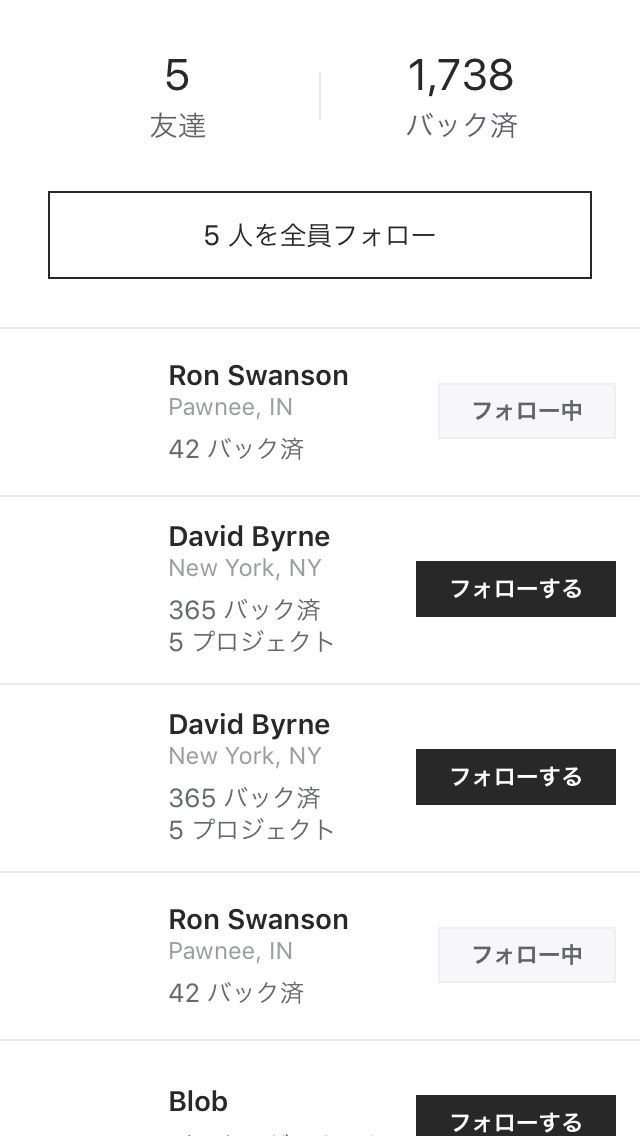 5
友達
1,738
バック済
5 人を全員フォロー
Ron Swanson
Pawnee, IN
42 バック済
フォロー中
David Byrne
New York, NY
365 バック済
5 プロジェクト
フォローする
David Byrne
New York, NY
365 バック済
5 プロジェクト
フォローする
Ron Swanson
Pawnee, IN
42 バック済
フォロー中
Blob
フォローする